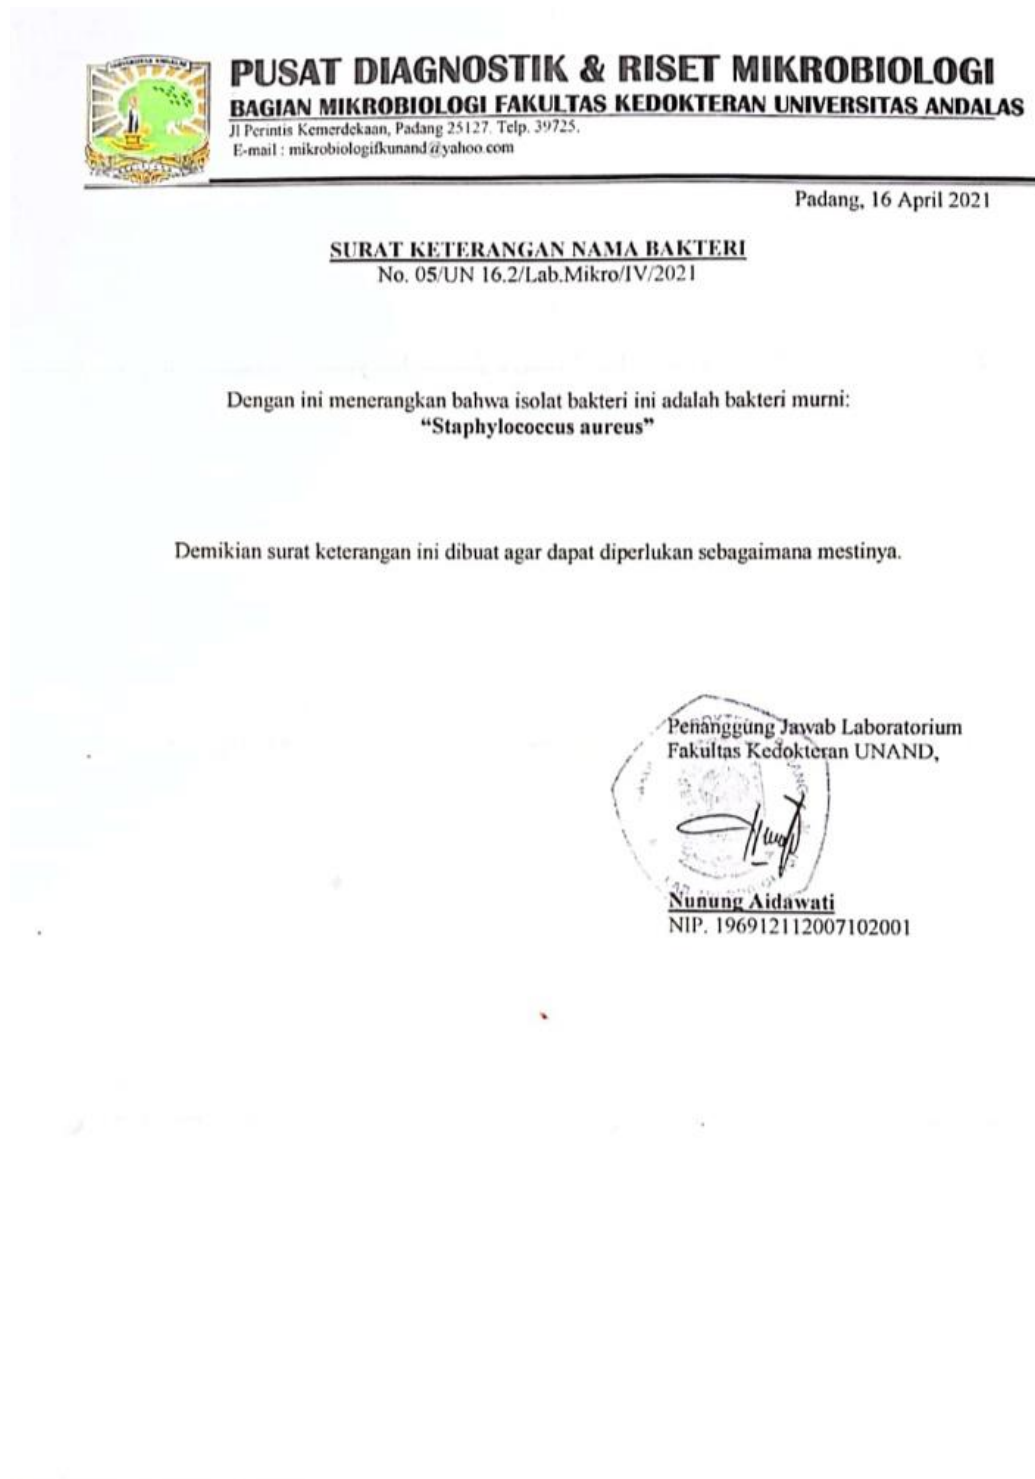 PUSAT DIAGNOSTIK & RISET MIKROBIOLOGI
BAGIAN MIKROBIOLOGI FAKULTAS KEDOKTERAN UNIVERSITAS ANDALAS
Jl Perintis Kemerdekaan, Padang 25127. Telp. 39725.
E-mail : mikrobiologifkunand@yahoo.com
Padang, 16 April 2021
SURAT KETERANGAN NAMA BAKTERI
No. 05/UN 16.2/Lab.Mikro/IV/2021
Dengan ini menerangkan bahwa isolat bakteri ini adalah bakteri murni:
“Staphylococcus aureus”
Demikian surat keterangan ini dibuat agar dapat diperlukan sebagaimana mestinya.
Penanggung Jawab Laboratorium
Fakultas Kedokteran UNAND,
Nunung Aidawati
NIP. 196912112007102001